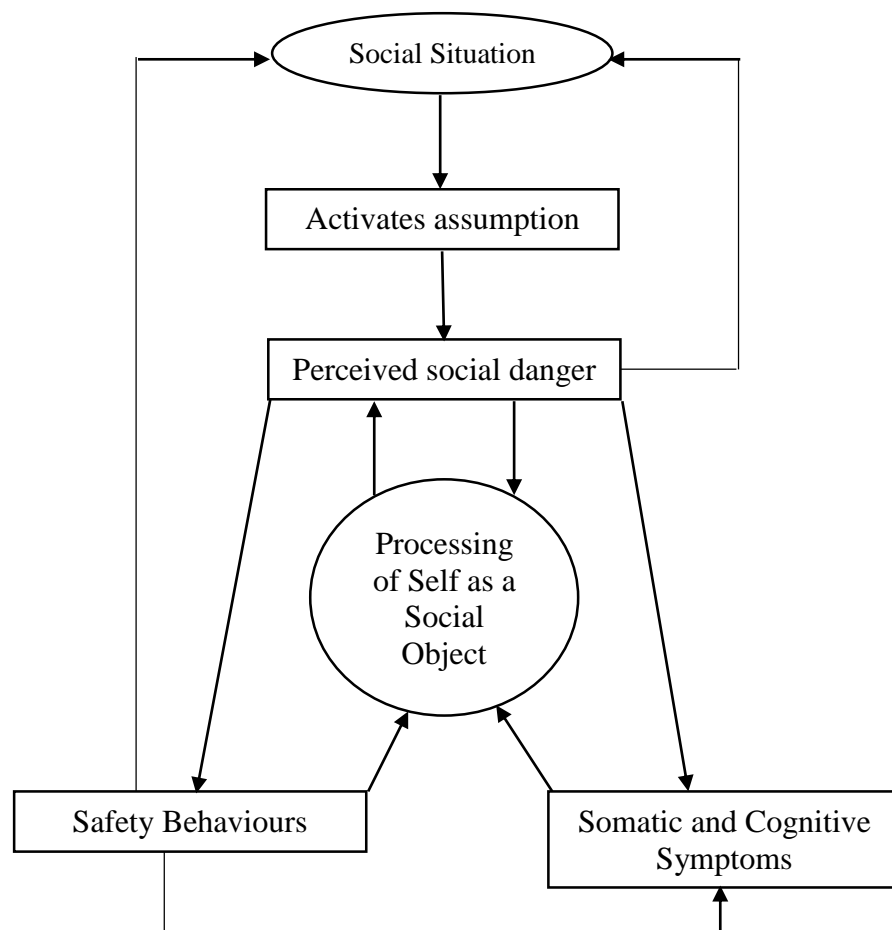 Social Situation
Activates assumption
Perceived social danger
Processing
of Self as a
Social
Object
Safety Behaviours
Somatic and Cognitive
Symptoms